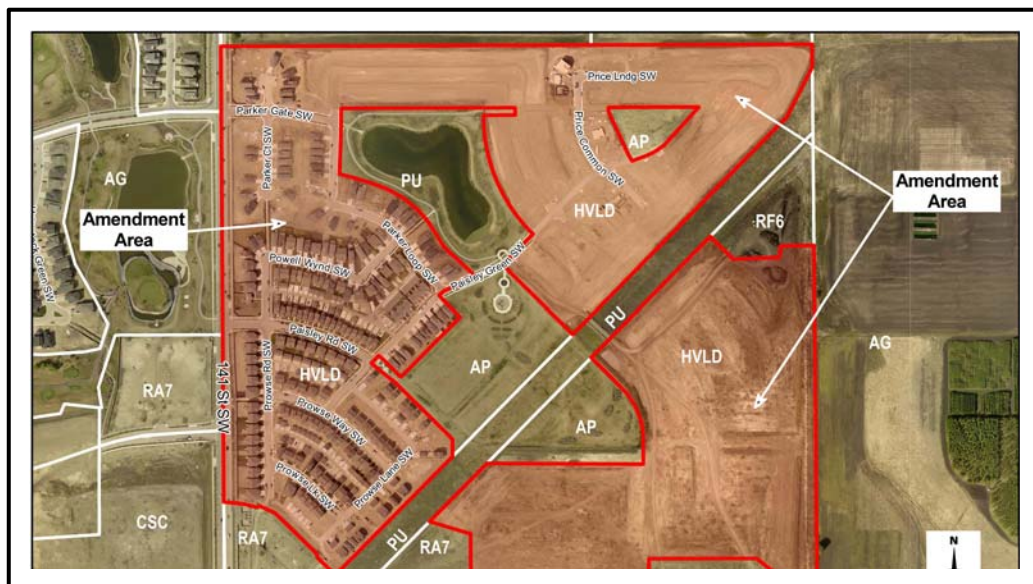 Price Lndg SW
Parker Gate SW
Parker Ct SW
AP
Price Common SW
AG
PU
Amendment
Area
Amendment
Area
HVLD
RF6
Green SW
Parker Loop SW
Powell Wynd SW
Paisley Green SW
PU
Paisley Rd SW
HVLD
AG
AP
RA7
141 St SW
Prowse Rd SW
HVLD
Prowse Way SW
AP
Prowse Lane SW
Prowse Lk SW
CSC
RA7
PU
RA7
N